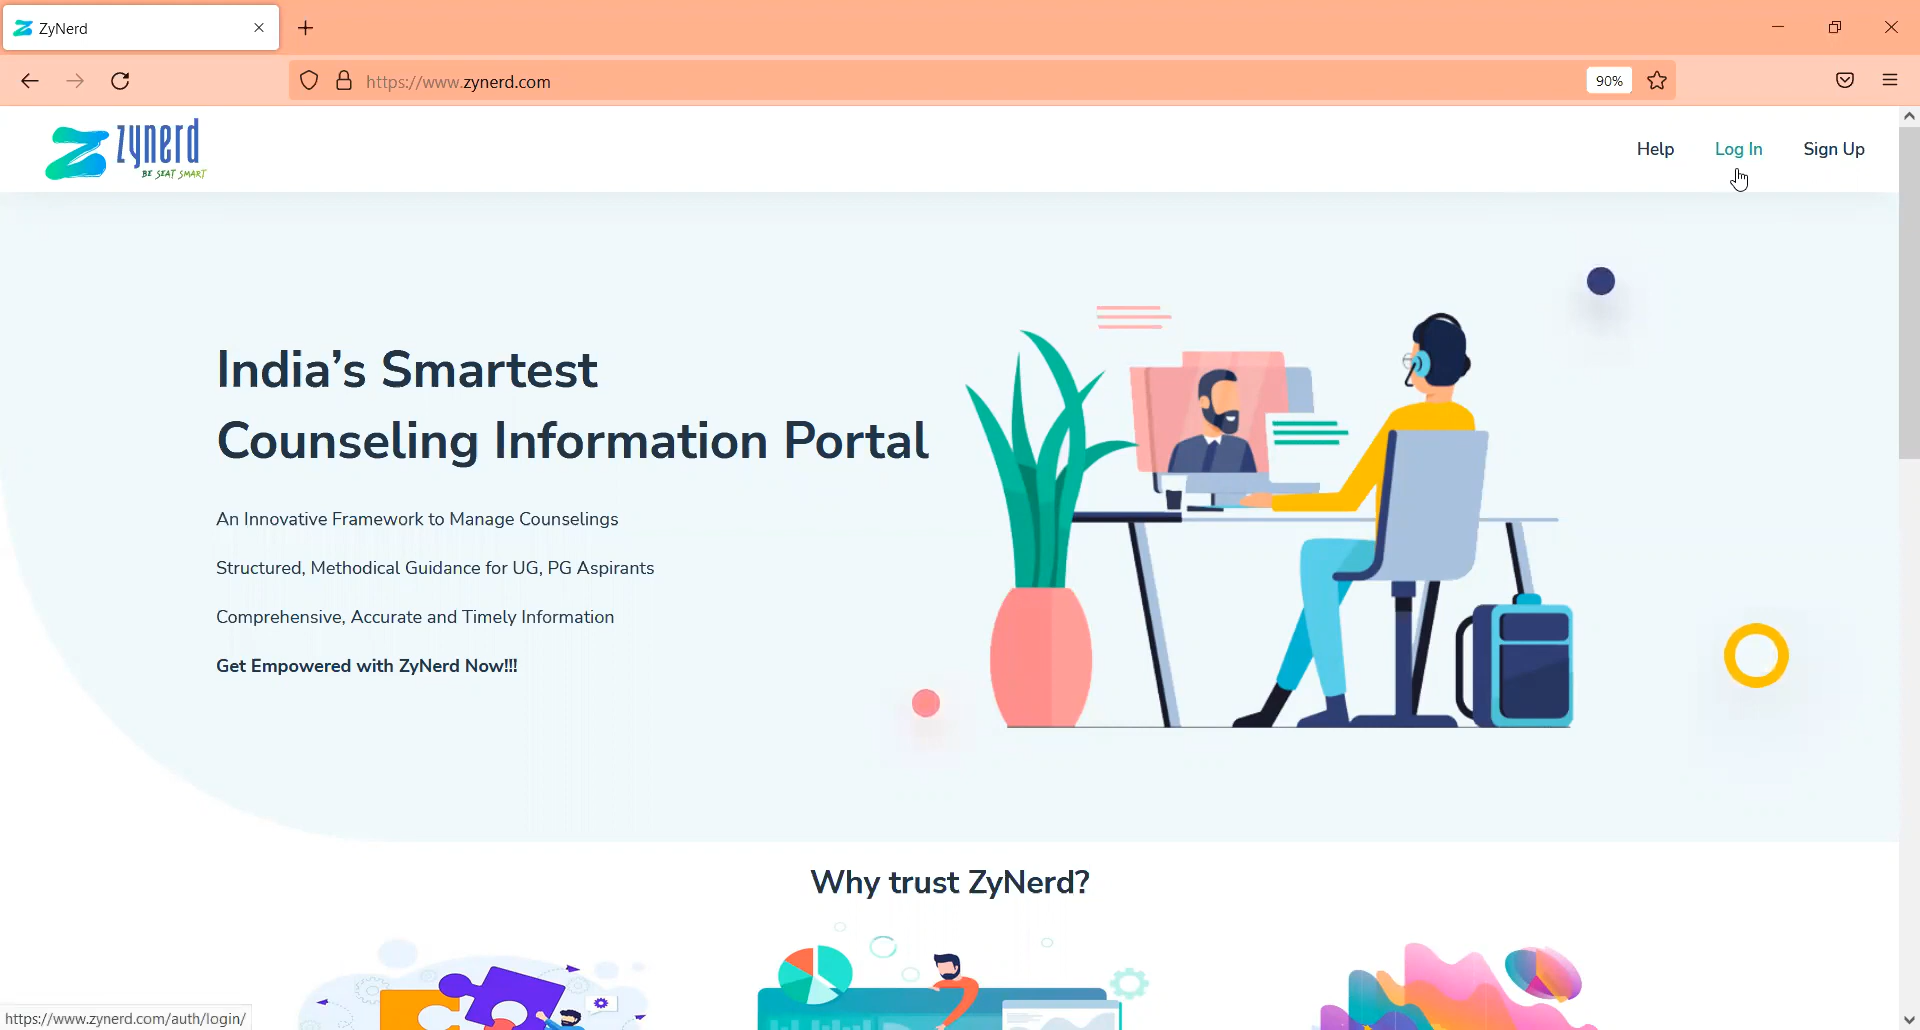 ZyNerd
https://www.zynerd.com
90%
zynerd
BE SEAT SMART
Help
Log In
Sign Up
India's Smartest
Counseling Information Portal
An Innovative Framework to Manage Counselings
Structured, Methodical Guidance for UG, PG Aspirants
Comprehensive, Accurate and Timely Information
Get Empowered with ZyNerd Now!!!
Why trust ZyNerd?
https://www.zynerd.com/auth/login/